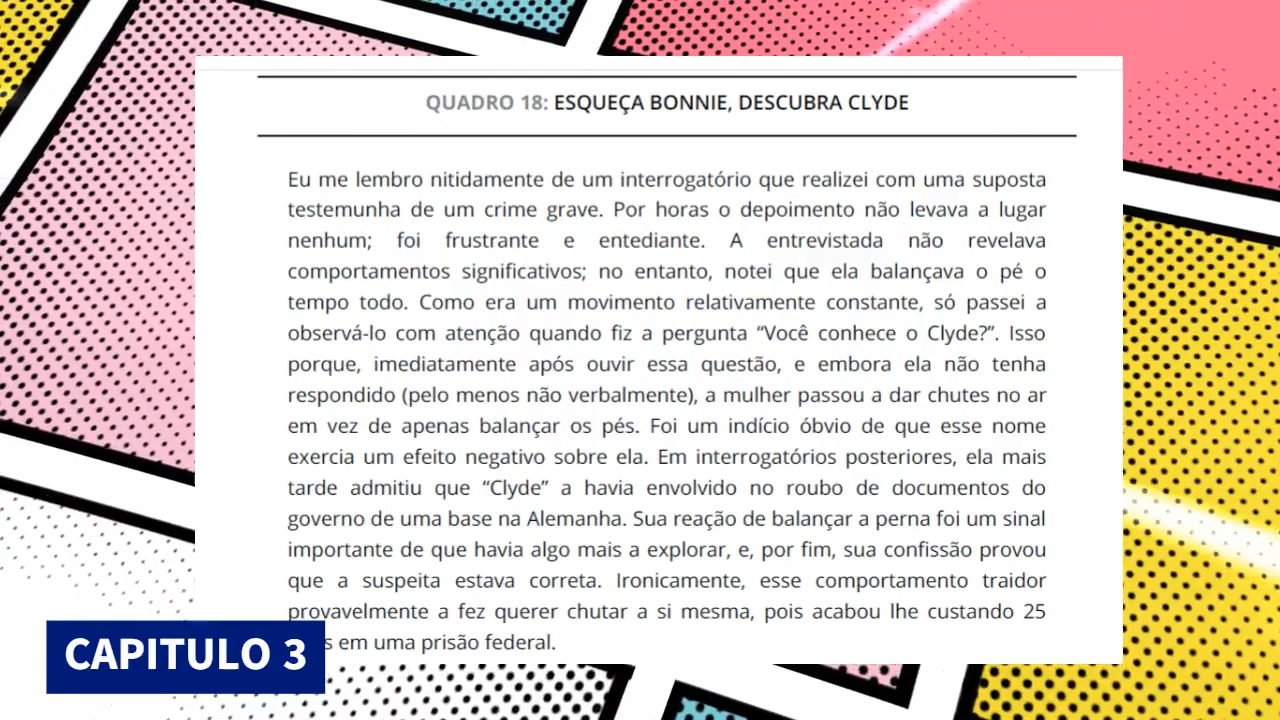 QUADRO 18: ESQUEÇA BONNIE, DESCUBRA CLYDE
Eu me lembro nitidamente de um interrogatório que realizei com uma suposta
testemunha de um crime grave. Por horas o depoimento não levava a lugar
nenhum; foi frustrante e entediante. A entrevistada não revelava
comportamentos significativos; no entanto, notei que ela balançava o pé o
tempo todo. Como era um movimento relativamente constante, só passei a
observá-lo com atenção quando fiz a pergunta “Você conhece o Clyde?”. Isso
porque, imediatamente após ouvir essa questão, e embora ela não tenha
respondido (pelo menos não verbalmente), a mulher passou a dar chutes no ar
em vez de apenas balançar os pés. Foi um indício óbvio de que esse nome
exercia um efeito negativo sobre ela. Em interrogatórios posteriores, ela mais
tarde admitiu que “Clyde” a havia envolvido no roubo de documentos do
governo de uma base na Alemanha. Sua reação de balançar a perna foi um sinal
importante de que havia algo mais a explorar, e, por fim, sua confissão provou
que a suspeita estava correta. Ironicamente, esse comportamento traidor
provavelmente a fez querer chutar a si mesma, pois acabou lhe custando 25
em uma prisão federal.
CAPITULO 3